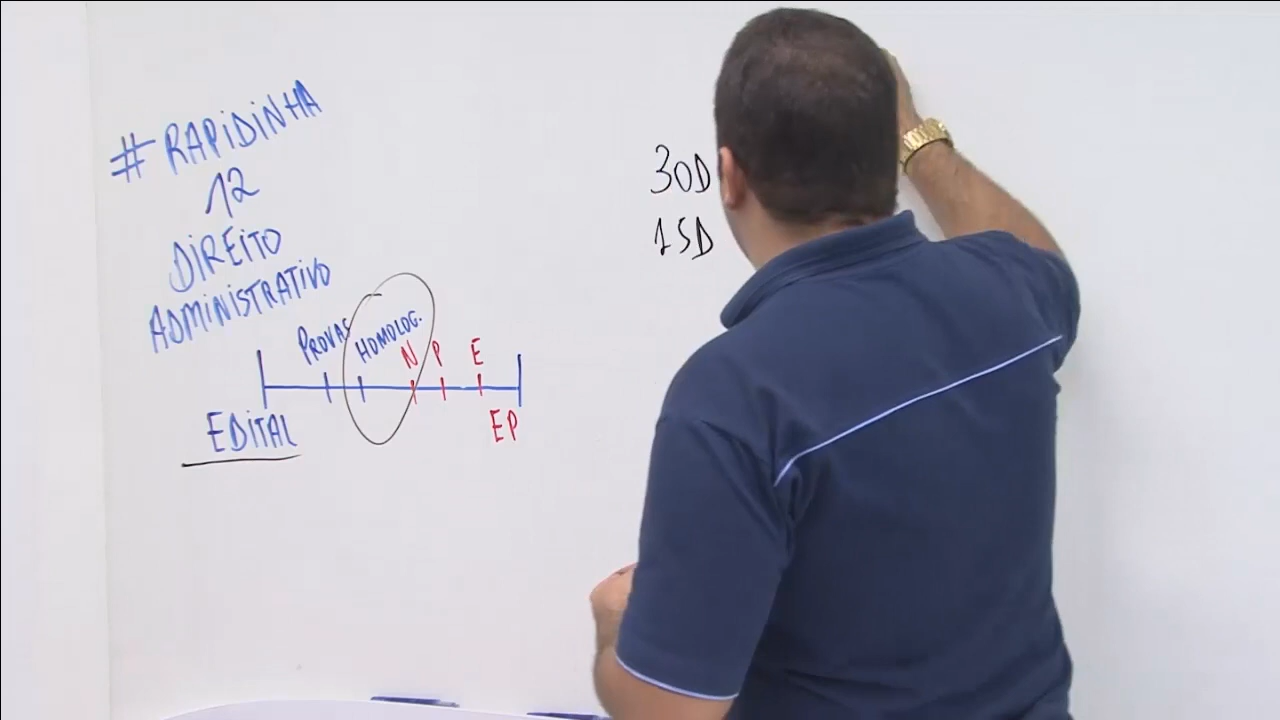 #RAPIDINHA
12
DIREITO
ADMINISTRATIVO
PROVAS HOMOLOG. N P E
EDITAL EP
30D
15D